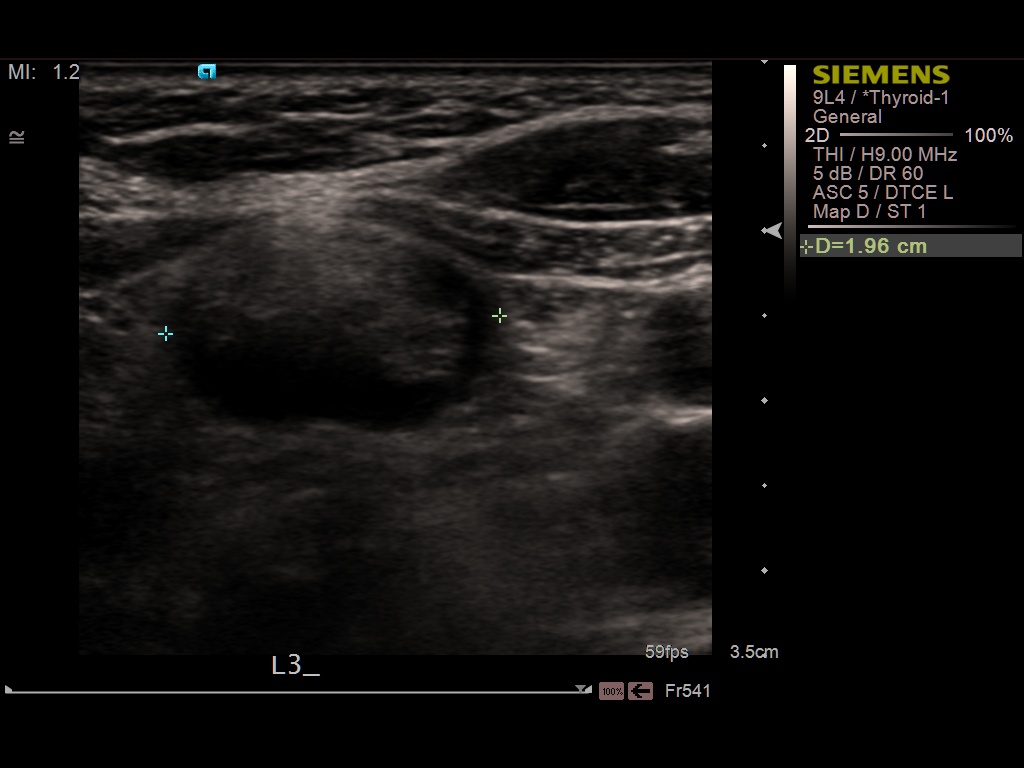 MI: 1.2
SIEMENS
9L4 / *Thyroid-1
General
2D 100%
THI / H9.00 MHz
5 dB / DR 60
ASC 5 / DTCE L
Map D / ST 1
D=1.96 cm
59fps 3.5cm
L3_
100% Fr541